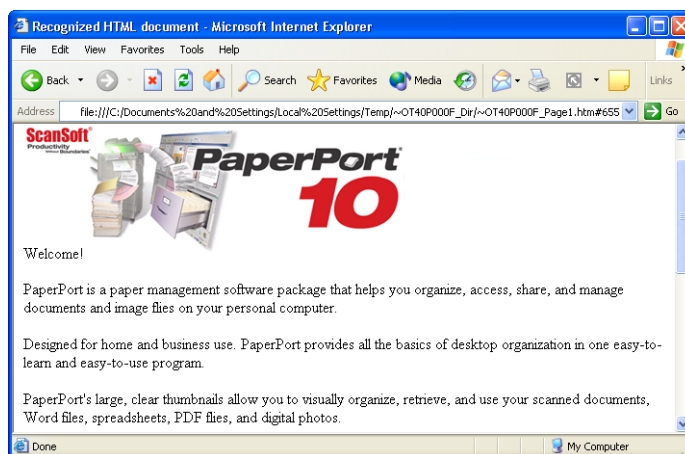 Recognized HTML document - Microsoft Internet Explorer
File Edit View Favorites Tools Help
Back Search Favorites Media Links »
Address file:///C:/Documents%20and%20Settings/Local%20Settings/Temp/~OT40P000F_Dir/~OT40P000F_Page1.htm#655 Go
ScanSoft®
Productivity
without Boundaries™
PaperPort®
10
Welcome!
PaperPort is a paper management software package that helps you organize, access, share, and manage
documents and image flies on your personal computer.
Designed for home and business use. PaperPort provides all the basics of desktop organization in one easy-to-
learn and easy-to-use program.
PaperPort's large, clear thumbnails allow you to visually organize, retrieve, and use your scanned documents,
Word files, spreadsheets, PDF flies, and digital photos.
Done My Computer